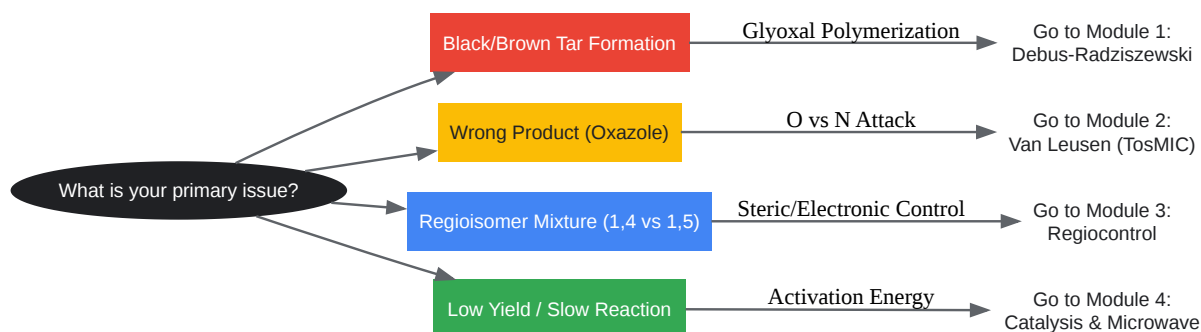 What is your primary issue?
Black/Brown Tar Formation
Glyoxal Polymerization
Go to Module 1:
Debus-Radziszewski
Wrong Product (Oxazole)
O vs N Attack
Go to Module 2:
Van Leusen (TosMIC)
Regioisomer Mixture (1,4 vs 1,5)
Steric/Electronic Control
Go to Module 3:
Regiocontrol
Low Yield / Slow Reaction
Activation Energy
Go to Module 4:
Catalysis & Microwave